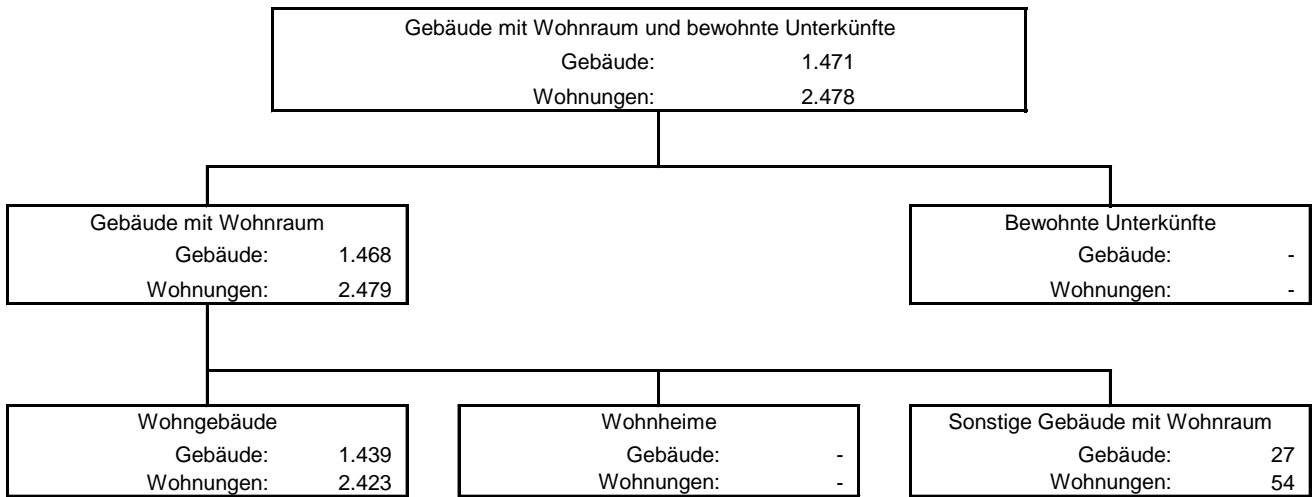 Gebäude mit Wohnraum und bewohnte Unterkünfte
Gebäude: 1.471
Wohnungen: 2.478
Gebäude mit Wohnraum
Gebäude: 1.468
Wohnungen: 2.479
Bewohnte Unterkünfte
Gebäude: -
Wohnungen: -
Wohngebäude
Gebäude: 1.439
Wohnungen: 2.423
Wohnheime
Gebäude: -
Wohnungen: -
Sonstige Gebäude mit Wohnraum
Gebäude: 27
Wohnungen: 54